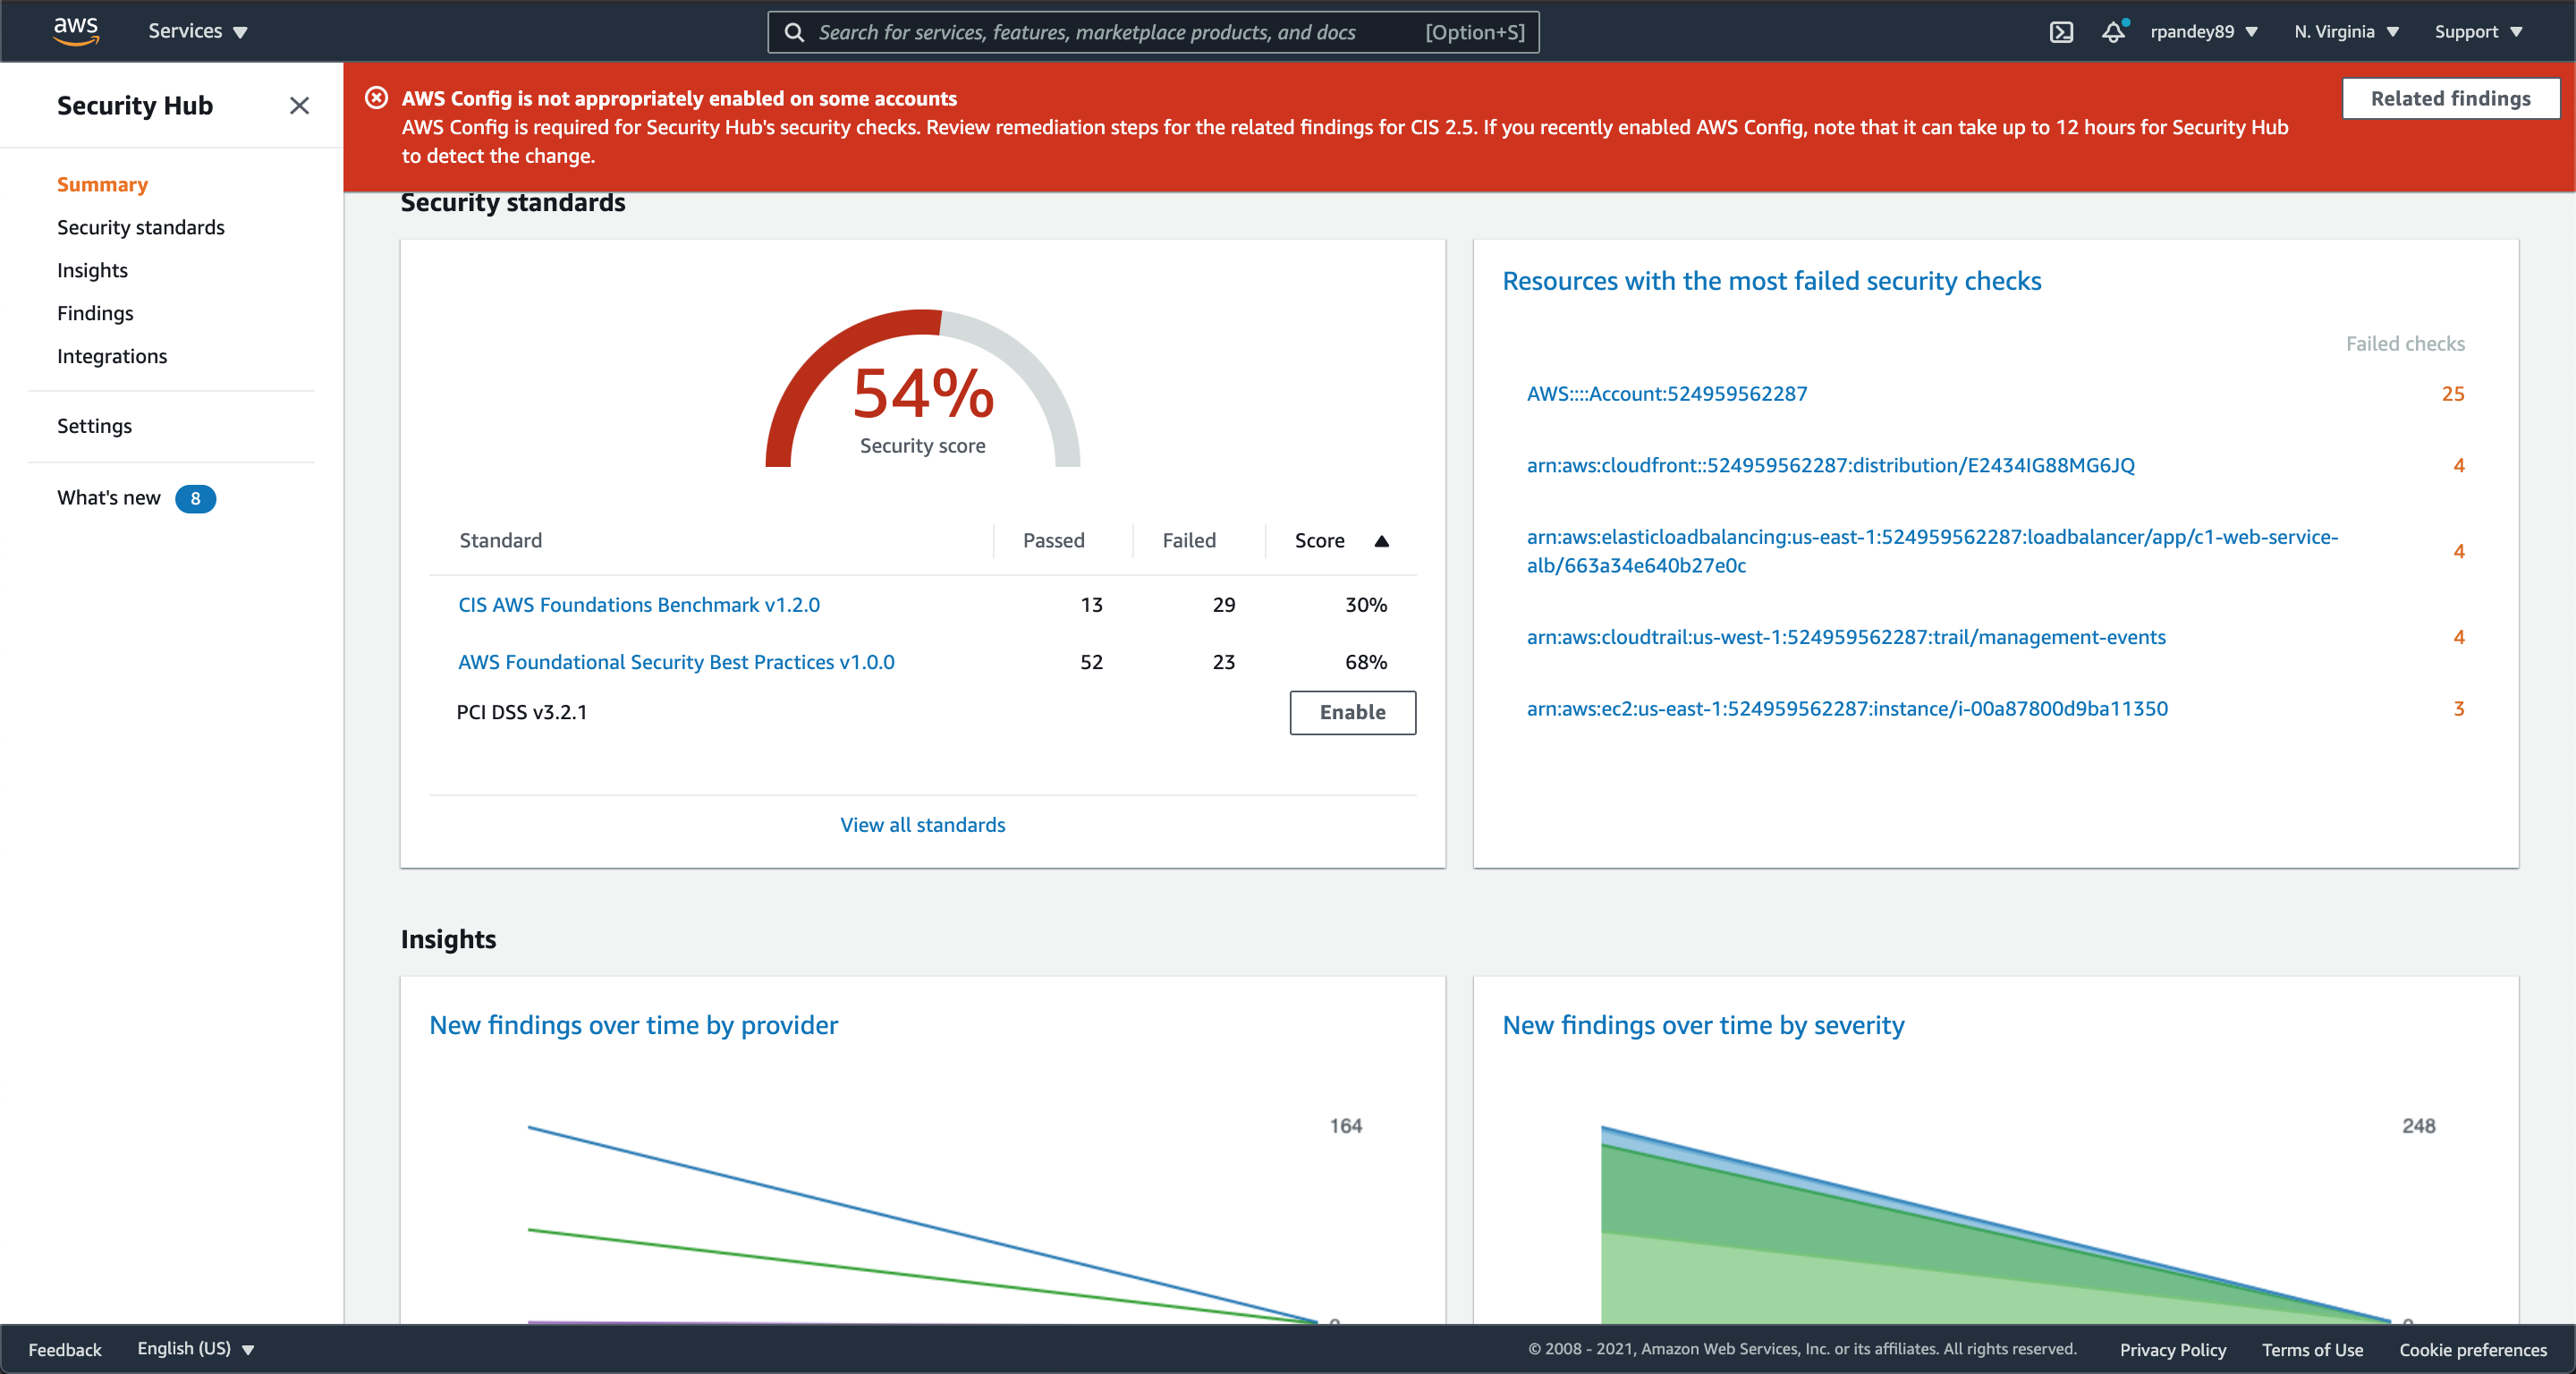 aws
Services
Search for services, features, marketplace products, and docs
[Option+S]
rpandey89
N. Virginia
Support
Security Hub
Summary
Security standards
Insights
Findings
Integrations
Settings
What's new 8
AWS Config is not appropriately enabled on some accounts
AWS Config is required for Security Hub's security checks. Review remediation steps for the related findings for CIS 2.5. If you recently enabled AWS Config, note that it can take up to 12 hours for Security Hub
to detect the change.
Related findings
Security standards
54%
Security score
Standard Passed Failed Score
CIS AWS Foundations Benchmark v1.2.0 13 29 30%
AWS Foundational Security Best Practices v1.0.0 52 23 68%
PCI DSS v3.2.1 Enable
View all standards
Resources with the most failed security checks
Failed checks
AWS::::Account:524959562287 25
arn:aws:cloudfront::524959562287:distribution/E2434IG88MG6JQ 4
arn:aws:elasticloadbalancing:us-east-1:524959562287:loadbalancer/app/c1-web-service-
alb/663a34e640b27e0c 4
arn:aws:cloudtrail:us-west-1:524959562287:trail/management-events 4
arn:aws:ec2:us-east-1:524959562287:instance/i-00a87800d9ba11350 3
Insights
New findings over time by provider
164
New findings over time by severity
248
Feedback
English (US)
© 2008 - 2021, Amazon Web Services, Inc. or its affiliates. All rights reserved.
Privacy Policy
Terms of Use
Cookie preferences